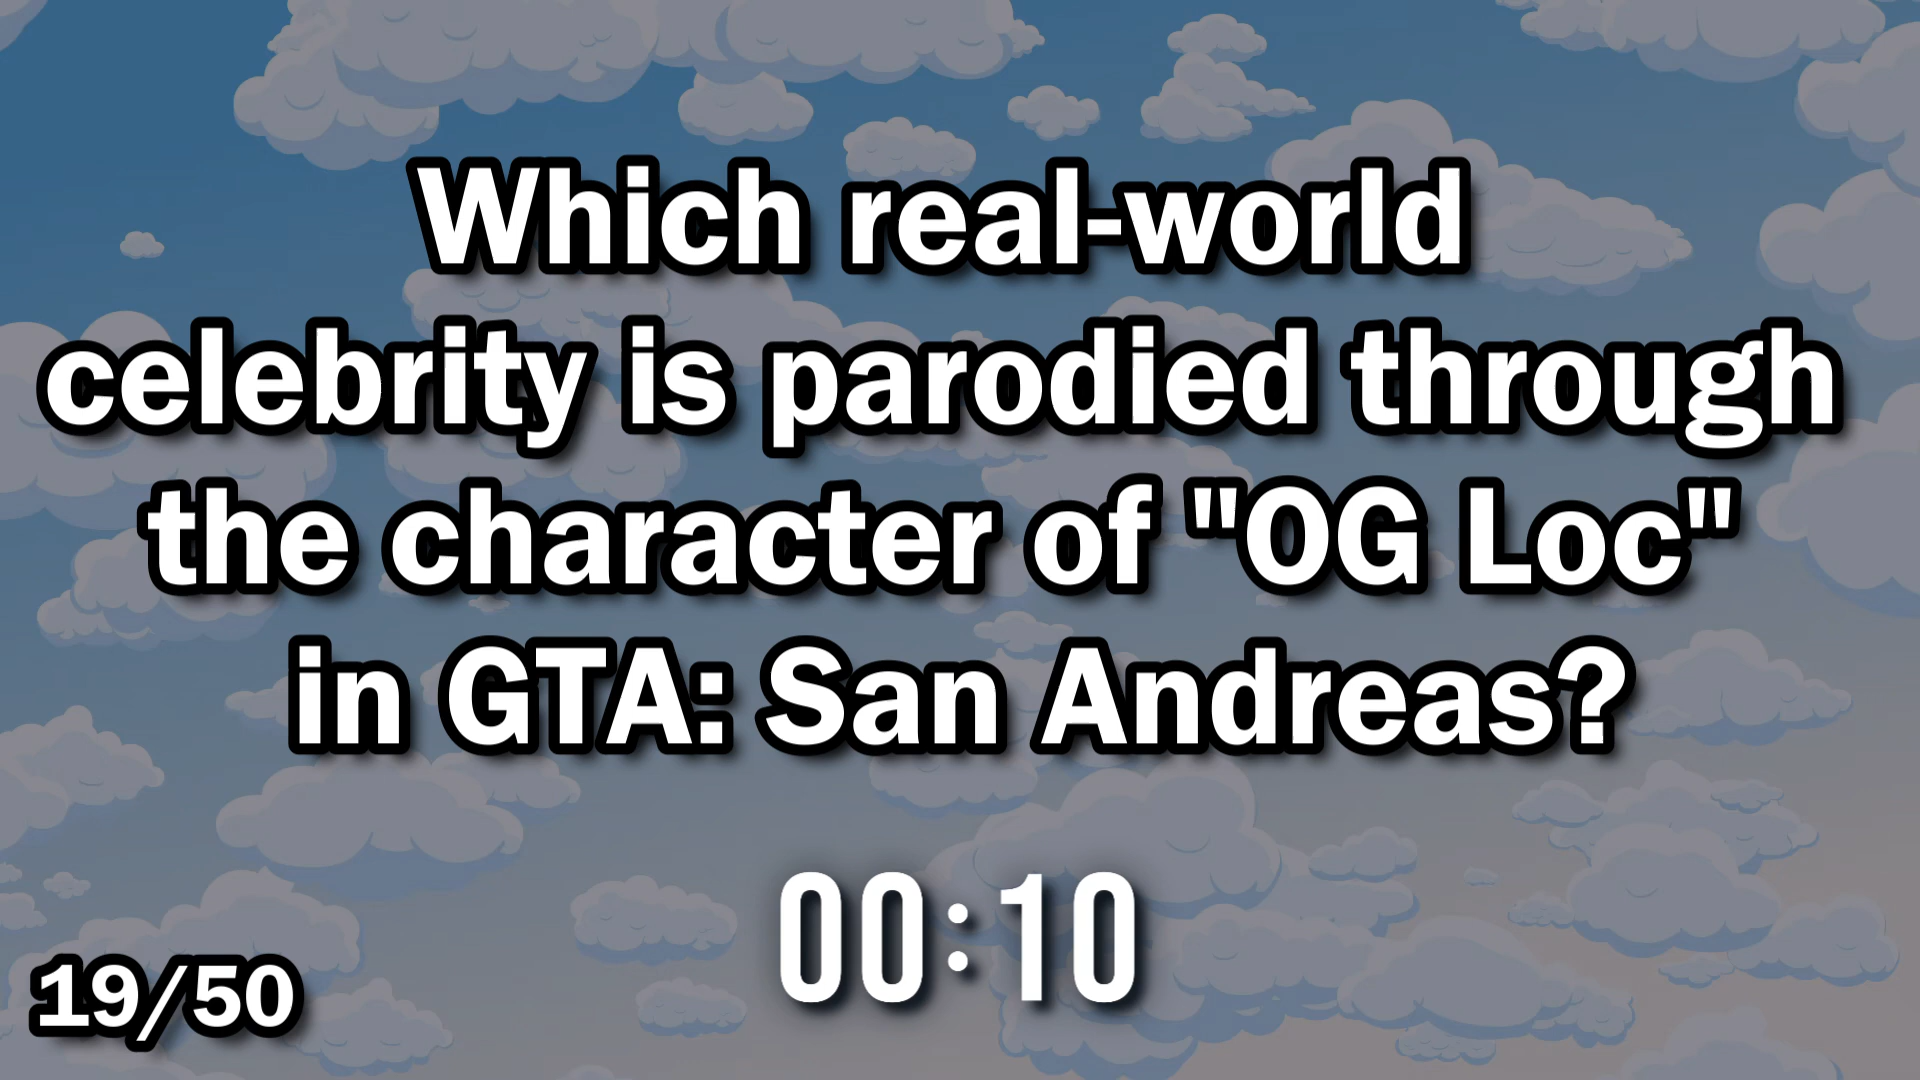 Which real-world
celebrity is parodied through
the character of "OG Loc"
in GTA: San Andreas?
00:10
19/50